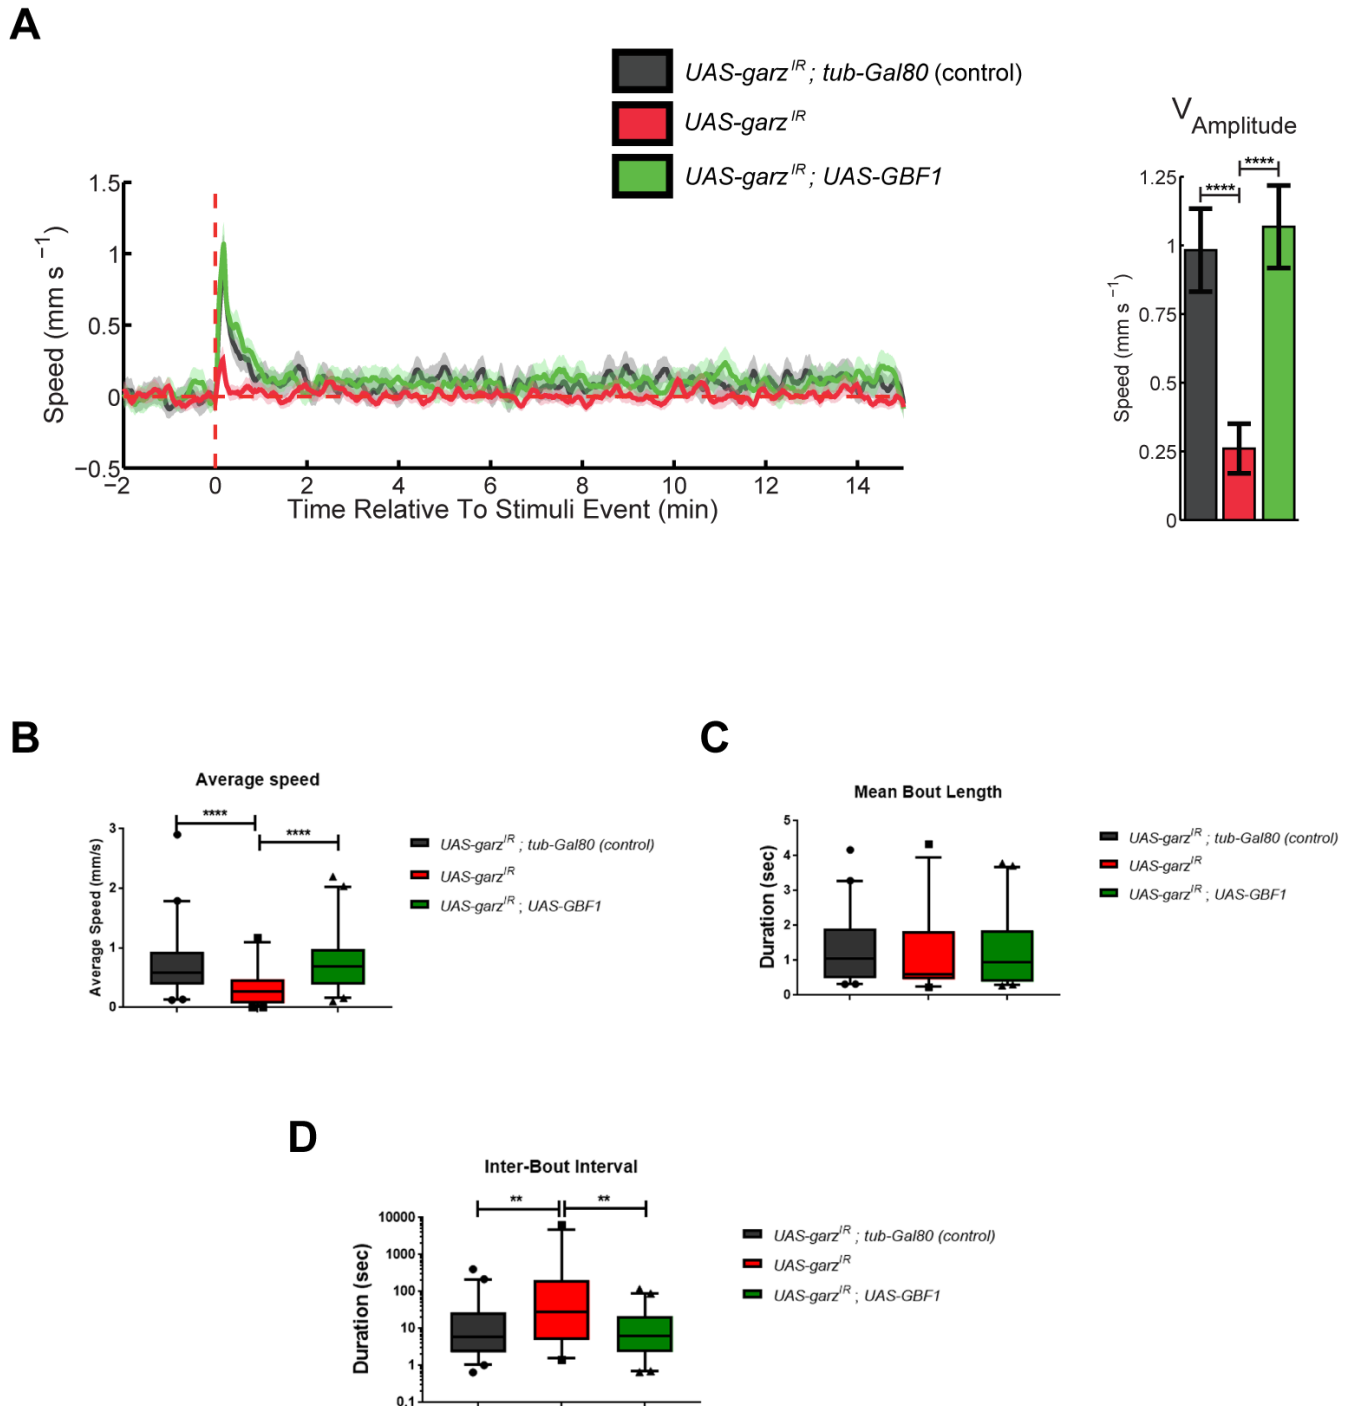 A
UAS-garz^IR ; tub-Gal80 (control)
UAS-garz^IR
UAS-garz^IR ; UAS-GBF1
1.5
1
0.5
0
−0.5
Speed (mm s⁻¹)
−2 0 2 4 6 8 10 12 14
Time Relative To Stimuli Event (min)
V Amplitude
**** ****
1.25
1
0.75
0.5
0.25
0
Speed (mm s⁻¹)
B
Average speed
**** ****
3
2
1
0
Average Speed (mm/s)
UAS-garz^IR ; tub-Gal80 (control)
UAS-garz^IR
UAS-garz^IR ; UAS-GBF1
C
Mean Bout Length
5
4
3
2
1
0
Duration (sec)
UAS-garz^IR ; tub-Gal80 (control)
UAS-garz^IR
UAS-garz^IR ; UAS-GBF1
D
Inter-Bout Interval
** **
10000
1000
100
10
1
0.1
Duration (sec)
UAS-garz^IR ; tub-Gal80 (control)
UAS-garz^IR
UAS-garz^IR ; UAS-GBF1